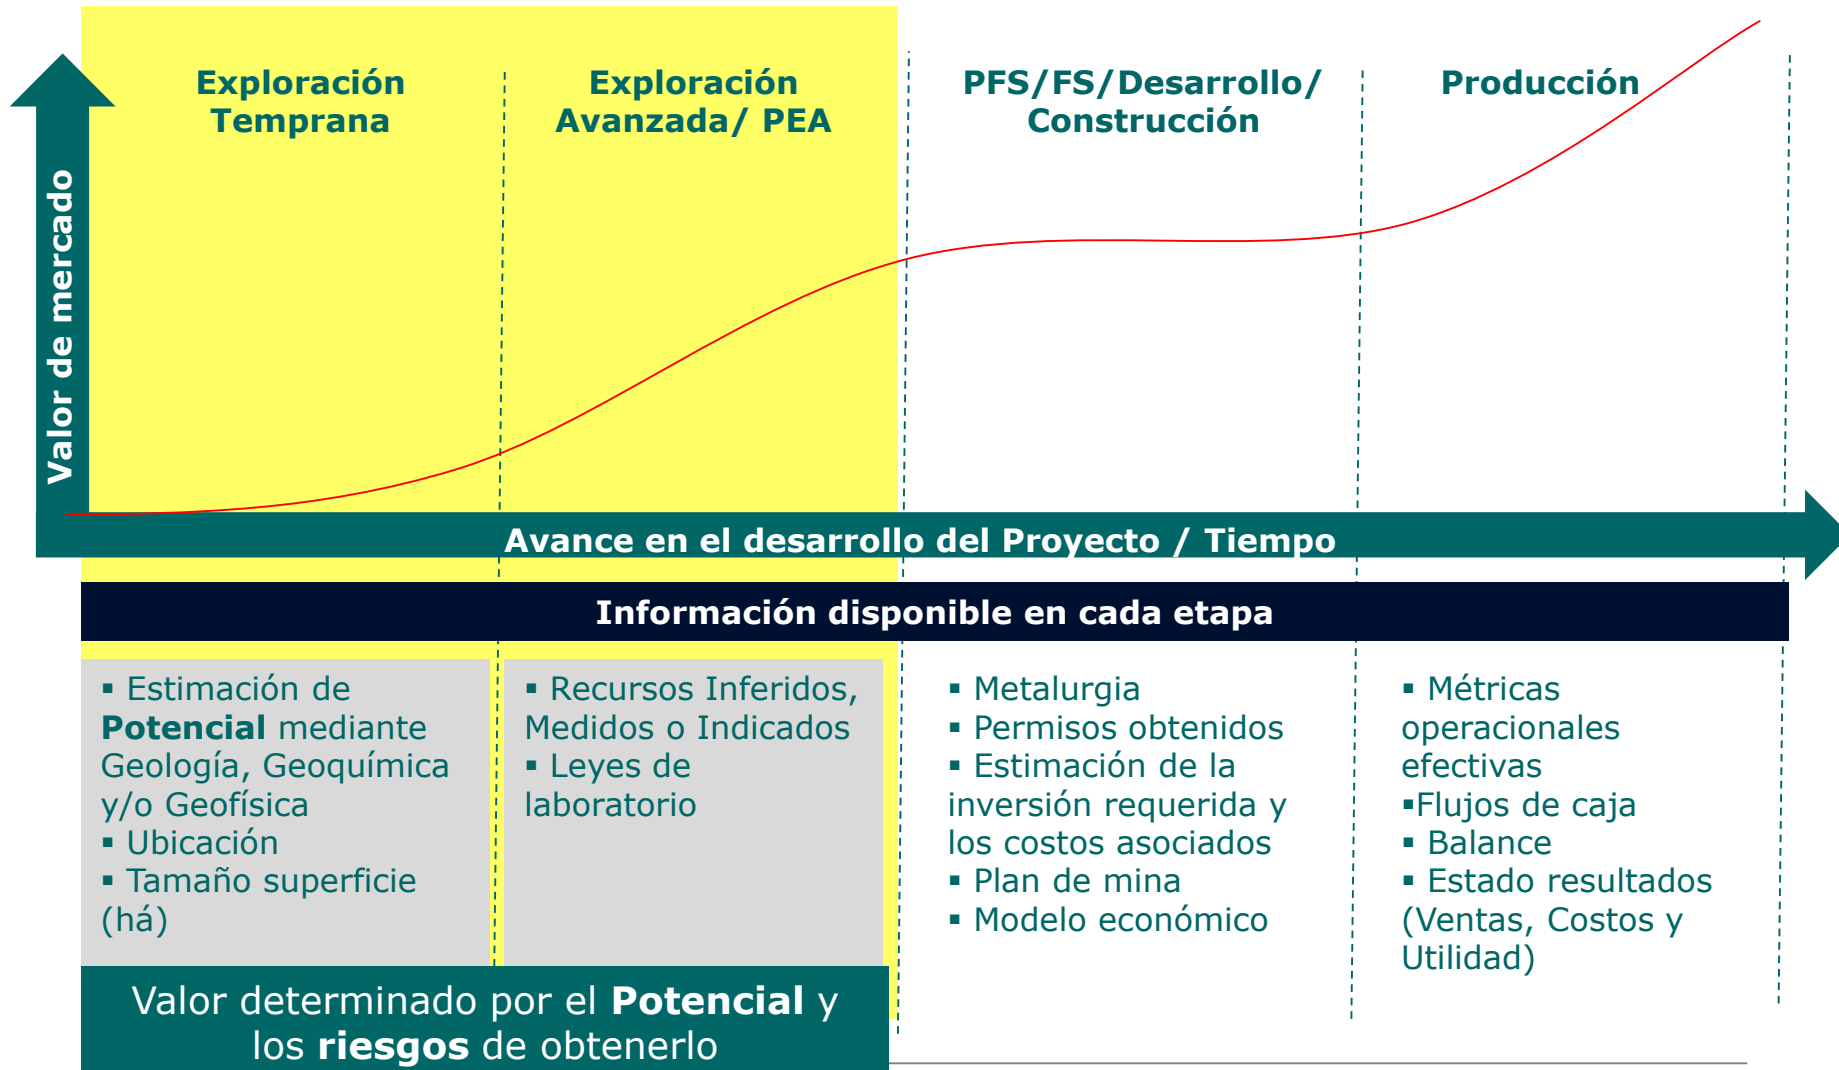 Exploración
Temprana
Exploración
Avanzada/ PEA
PFS/FS/Desarrollo/
Construcción
Producción
Valor de mercado
Avance en el desarrollo del Proyecto / Tiempo
Información disponible en cada etapa
▪ Estimación de
Potencial mediante
Geología, Geoquímica
y/o Geofísica
▪ Ubicación
▪ Tamaño superficie
(há)
▪ Recursos Inferidos,
Medidos o Indicados
▪ Leyes de
laboratorio
▪ Metalurgia
▪ Permisos obtenidos
▪ Estimación de la
inversión requerida y
los costos asociados
▪ Plan de mina
▪ Modelo económico
▪ Métricas
operacionales
efectivas
▪Flujos de caja
▪ Balance
▪ Estado resultados
(Ventas, Costos y
Utilidad)
Valor determinado por el Potencial y
los riesgos de obtenerlo